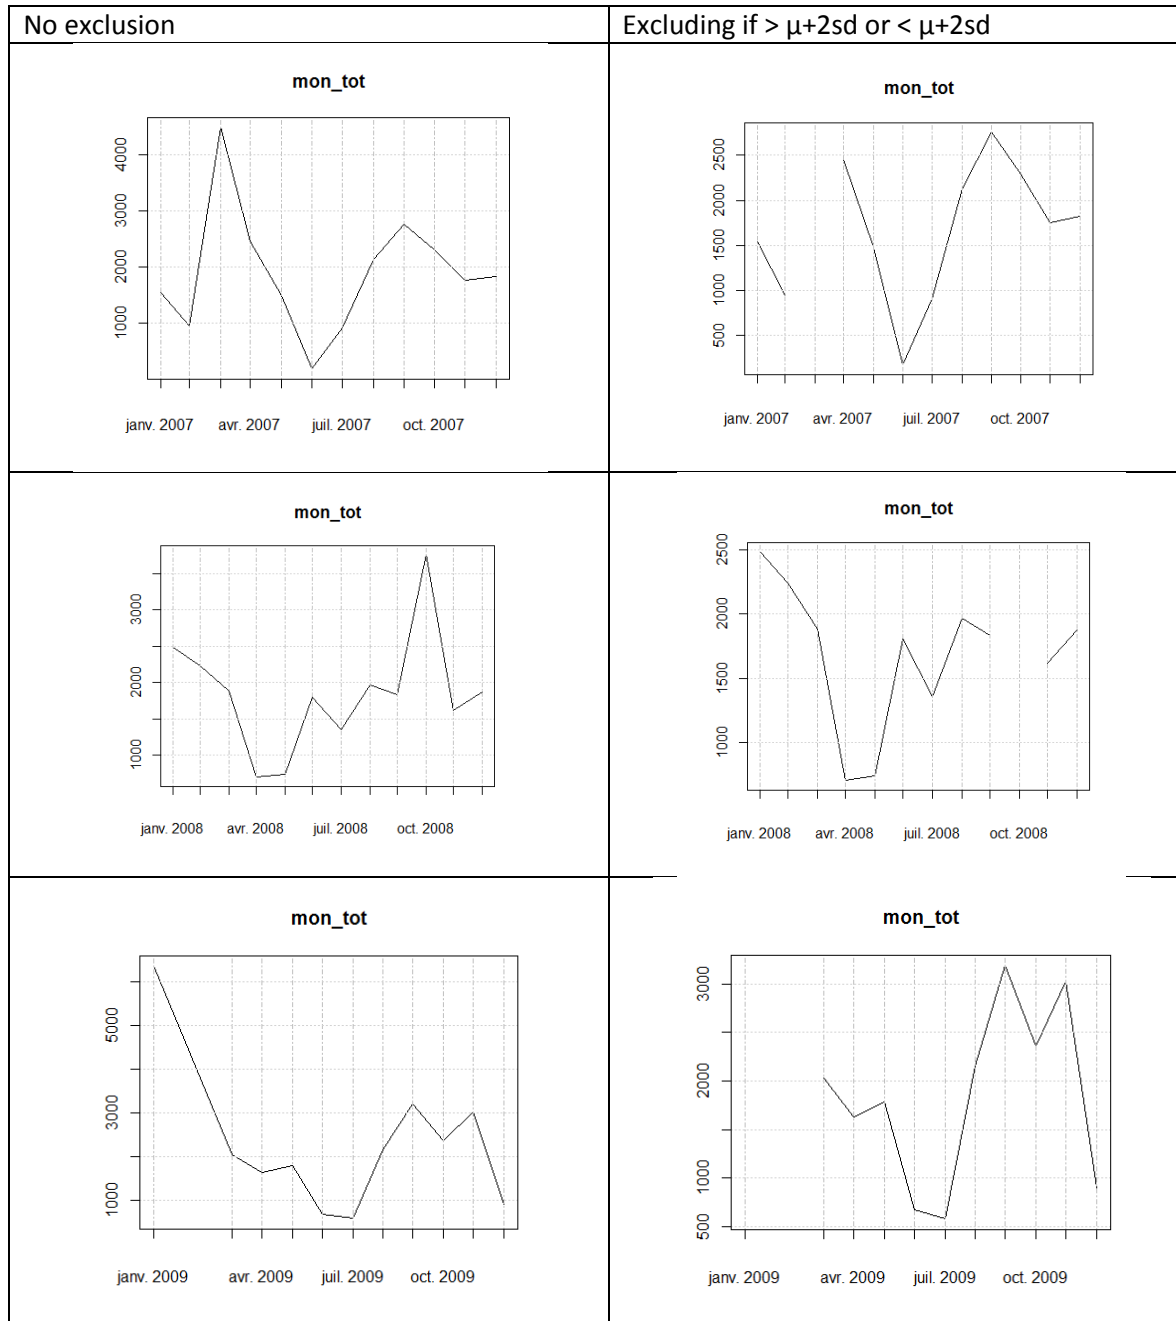 No exclusion
Excluding if > μ+2sd or < μ+2sd
mon_tot
4000
3000
2000
1000
janv. 2007 avr. 2007 juil. 2007 oct. 2007
mon_tot
2500
2000
1500
1000
500
janv. 2007 avr. 2007 juil. 2007 oct. 2007
mon_tot
3000
2000
1000
janv. 2008 avr. 2008 juil. 2008 oct. 2008
mon_tot
2500
2000
1500
1000
janv. 2008 avr. 2008 juil. 2008 oct. 2008
mon_tot
5000
3000
1000
janv. 2009 avr. 2009 juil. 2009 oct. 2009
mon_tot
3000
2000
1000
500
janv. 2009 avr. 2009 juil. 2009 oct. 2009